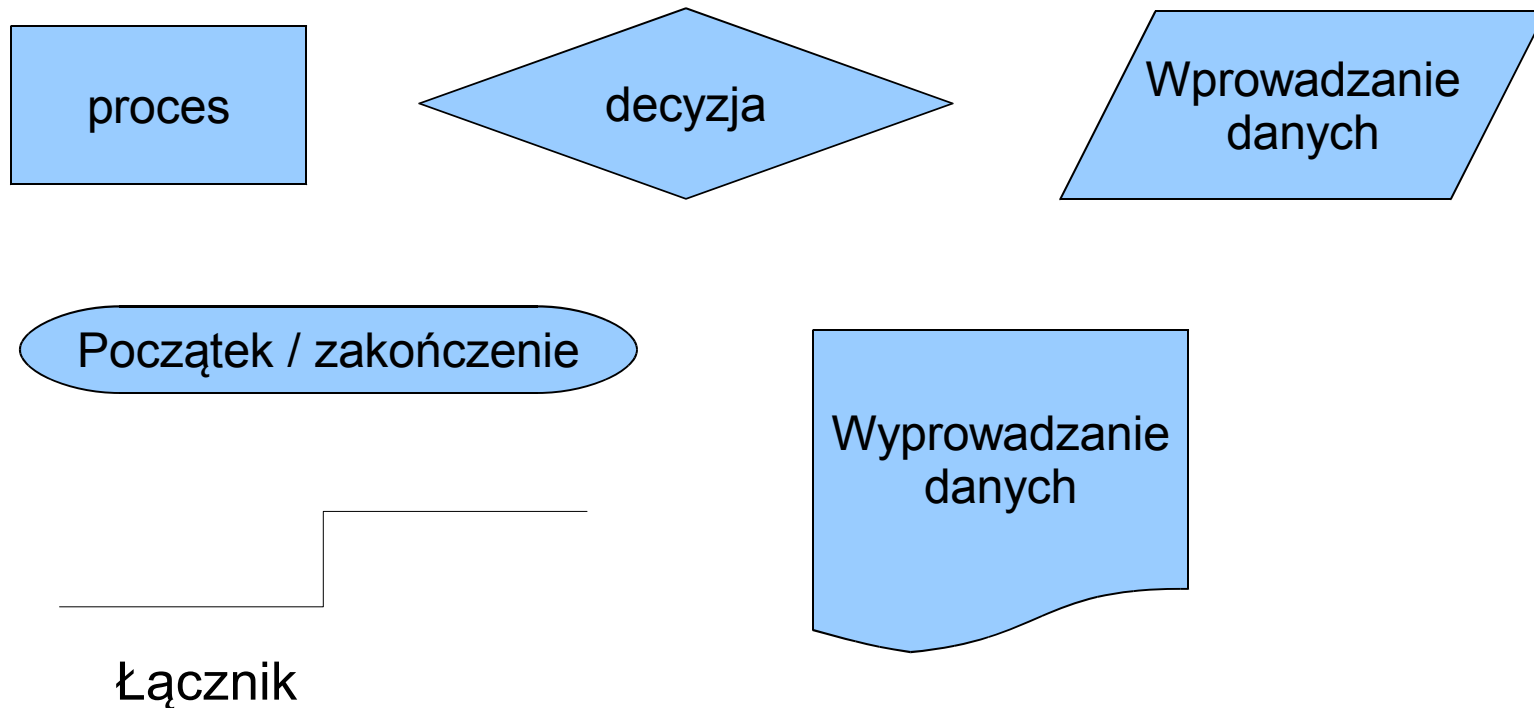 proces
decyzja
Wprowadzanie
danych
Początek / zakończenie
Wyprowadzanie
danych
Łącznik